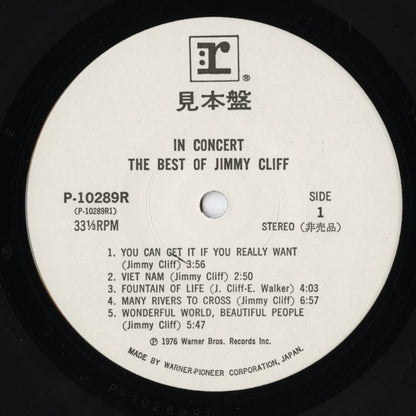 r
®
見本盤
IN CONCERT
THE BEST OF JIMMY CLIFF
P-10289R
(P-10289R1)
33⅓RPM
SIDE
1
STEREO (非売品)
1. YOU CAN GET IT IF YOU REALLY WANT
(Jimmy Cliff) 3:56
2. VIET NAM (Jimmy Cliff) 2:50
3. FOUNTAIN OF LIFE (J. Cliff-E. Walker) 4:03
4. MANY RIVERS TO CROSS (Jimmy Cliff) 6:57
5. WONDERFUL WORLD, BEAUTIFUL PEOPLE
(Jimmy Cliff) 5:47
℗ 1976 Warner Bros. Records Inc.
MADE BY WARNER-PIONEER CORPORATION, JAPAN.
P-10289R1